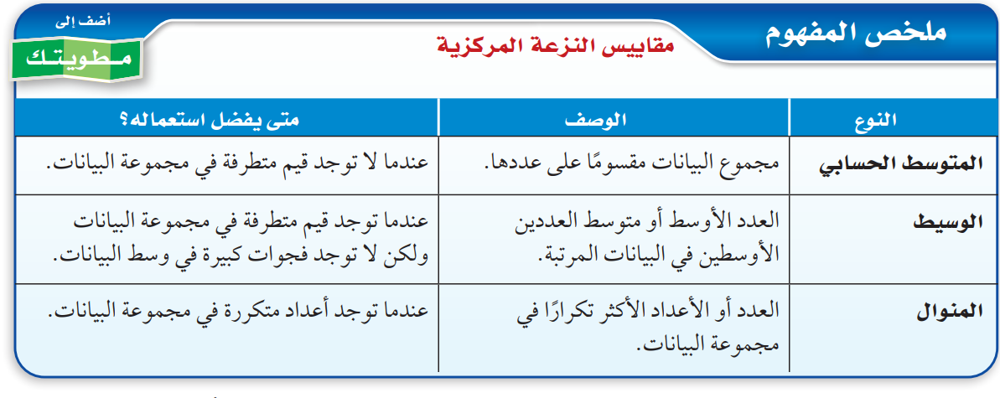 ملخص المفهوم
مقاييس النزعة المركزية
أضف إلى
مـطويتـك
النوع
الوصف
متى يفضل استعماله؟
المتوسط الحسابي
مجموع البيانات مقسومًا على عددها.
عندما لا توجد قيم متطرفة في مجموعة البيانات.
الوسيط
العدد الأوسط أو متوسط العددين
الأوسطين في البيانات المرتبة.
عندما توجد قيم متطرفة في مجموعة البيانات
ولكن لا توجد فجوات كبيرة في وسط البيانات.
المنوال
العدد أو الأعداد الأكثر تكرارًا في
مجموعة البيانات.
عندما توجد أعداد متكررة في مجموعة البيانات.